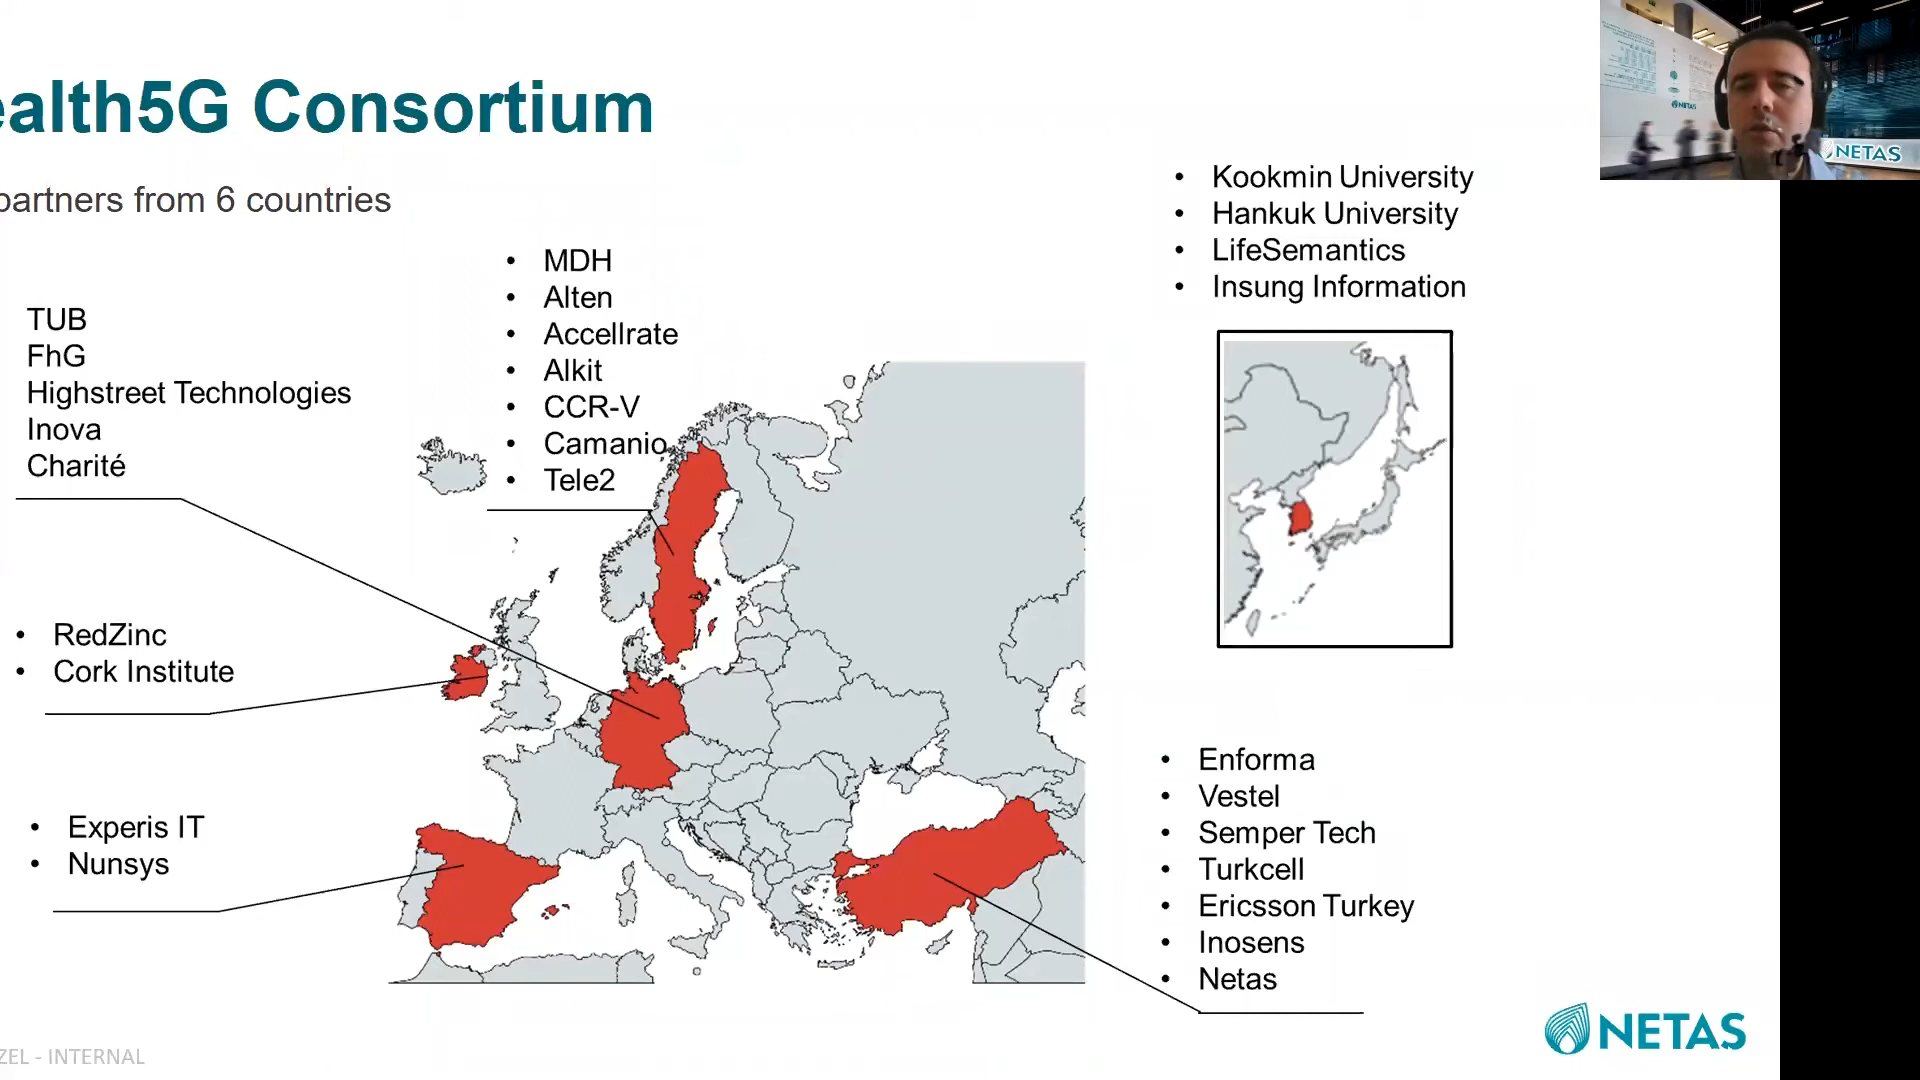 ealth5G Consortium
partners from 6 countries
TUB
FhG
Highstreet Technologies
Inova
Charité
• MDH
• Alten
• Accellrate
• Alkit
• CCR-V
• Camanio
• Tele2
• Kookmin University
• Hankuk University
• LifeSemantics
• Insung Information
• RedZinc
• Cork Institute
• Experis IT
• Nunsys
• Enforma
• Vestel
• Semper Tech
• Turkcell
• Ericsson Turkey
• Inosens
• Netas
ZEL - INTERNAL
NETAS
NETAS
NETAS